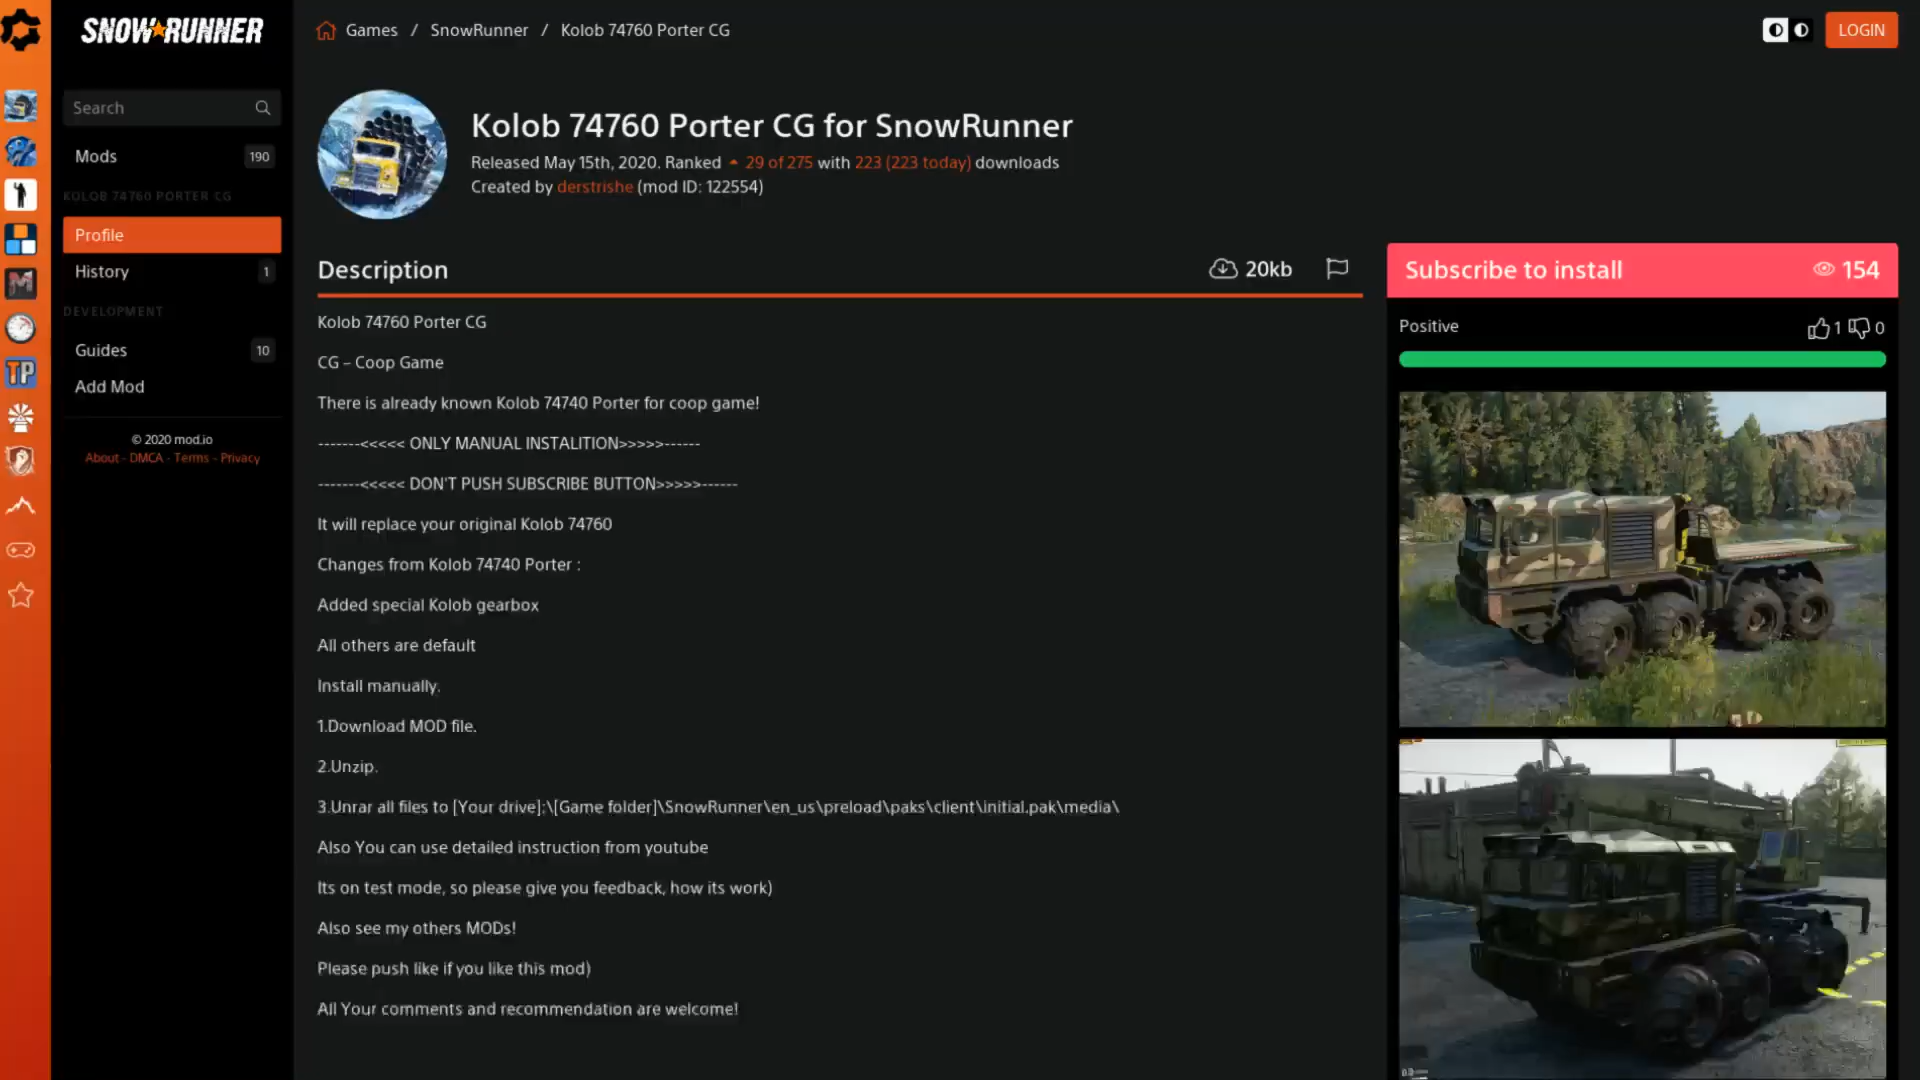 SNOWRUNNER
Games / SnowRunner / Kolob 74760 Porter CG
LOGIN
Search
Mods 190
KOLOB 74760 PORTER CG
Profile
History 1
DEVELOPMENT
Guides 10
Add Mod
© 2020 mod.io
About - DMCA - Terms - Privacy
M
TP
Kolob 74760 Porter CG for SnowRunner
Released May 15th, 2020. Ranked 29 of 275 with 223 (223 today) downloads
Created by derstrishe (mod ID: 122554)
Description 20kb
Kolob 74760 Porter CG
CG – Coop Game
There is already known Kolob 74740 Porter for coop game!
-------<<<<< ONLY MANUAL INSTALITION>>>>>------
-------<<<<< DON'T PUSH SUBSCRIBE BUTTON>>>>>------
It will replace your original Kolob 74760
Changes from Kolob 74740 Porter :
Added special Kolob gearbox
All others are default
Install manually.
1.Download MOD file.
2.Unzip.
3.Unrar all files to [Your drive];\[Game folder]\SnowRunner\en_us\preload\paks\client\initial.pak\media\
Also You can use detailed instruction from youtube
Its on test mode, so please give you feedback, how its work)
Also see my others MODs!
Please push like if you like this mod)
All Your comments and recommendation are welcome!
Subscribe to install 154
Positive 1 0